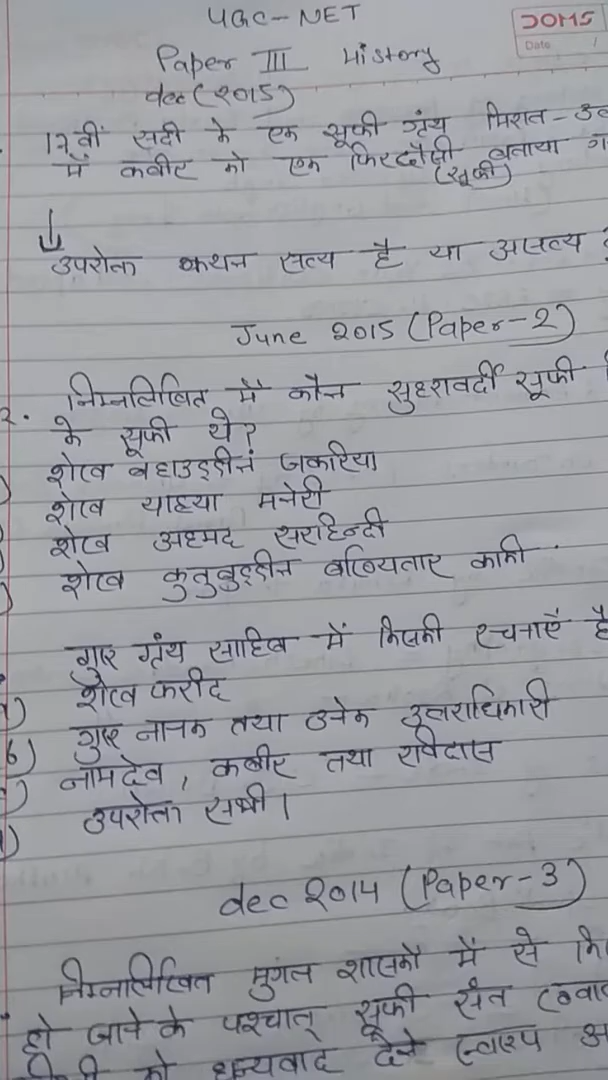 UGC-NET
DOMS
Date
Paper III History
dec (2015)
17वीं सदी के एक सूफी ग्रंथ मिरात-
में कबीर को एक फिरदौसी बताया
(सूफी)
उपरोक्त कथन सत्य है या असत्य
June 2015 (Paper-2)
2. निम्नलिखित में कौन सुहरावर्दी सूफी
के सूफी थे?
शेख बहाउद्दीन जकारिया
शेख याहया मनेरी
शेख अहमद सरहिन्दी
शेख कुतुबुद्दीन बख्तियार काकी
गुरु ग्रंथ साहिब में किसकी रचनाएँ है
शेख फरीद
b) गुरु नानक तथा उनके उत्तराधिकारी
नामदेव, कबीर तथा रविदास
उपरोक्त सभी।
dec 2014 (Paper-3)
निम्नलिखित मुगल शासकों में से
हो जाने के पश्चात् सूफी संत
को धन्यवाद देने स्वरूप